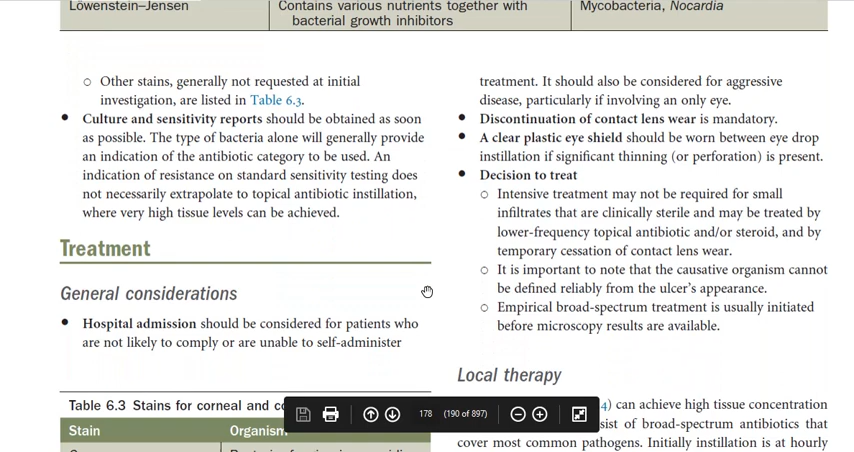 Löwenstein–Jensen
Contains various nutrients together with
bacterial growth inhibitors
Mycobacteria, Nocardia
○ Other stains, generally not requested at initial
investigation, are listed in Table 6.3.
• Culture and sensitivity reports should be obtained as soon
as possible. The type of bacteria alone will generally provide
an indication of the antibiotic category to be used. An
indication of resistance on standard sensitivity testing does
not necessarily extrapolate to topical antibiotic instillation,
where very high tissue levels can be achieved.
Treatment
General considerations
• Hospital admission should be considered for patients who
are not likely to comply or are unable to self-administer
Table 6.3 Stains for corneal and co
Stain
Organism
treatment. It should also be considered for aggressive
disease, particularly if involving an only eye.
• Discontinuation of contact lens wear is mandatory.
• A clear plastic eye shield should be worn between eye drop
instillation if significant thinning (or perforation) is present.
• Decision to treat
○ Intensive treatment may not be required for small
infiltrates that are clinically sterile and may be treated by
lower-frequency topical antibiotic and/or steroid, and by
temporary cessation of contact lens wear.
○ It is important to note that the causative organism cannot
be defined reliably from the ulcer’s appearance.
○ Empirical broad-spectrum treatment is usually initiated
before microscopy results are available.
Local therapy
4) can achieve high tissue concentration
sist of broad-spectrum antibiotics that
cover most common pathogens. Initially instillation is at hourly
178 (190 of 897)